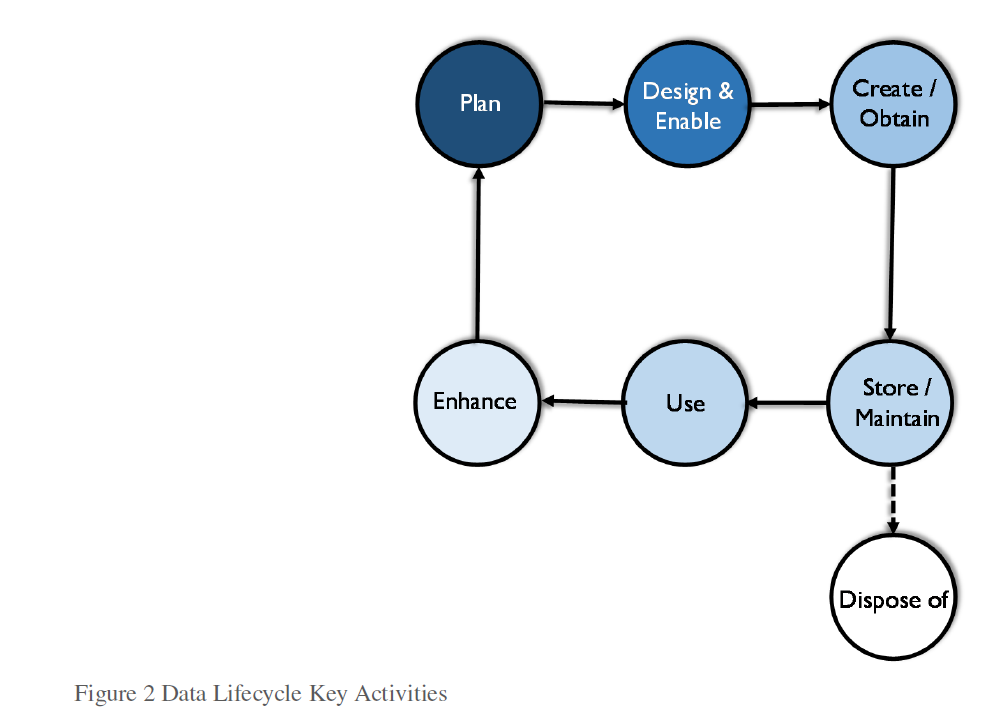 Plan
Design &
Enable
Create /
Obtain
Enhance
Use
Store /
Maintain
Dispose of
Figure 2 Data Lifecycle Key Activities